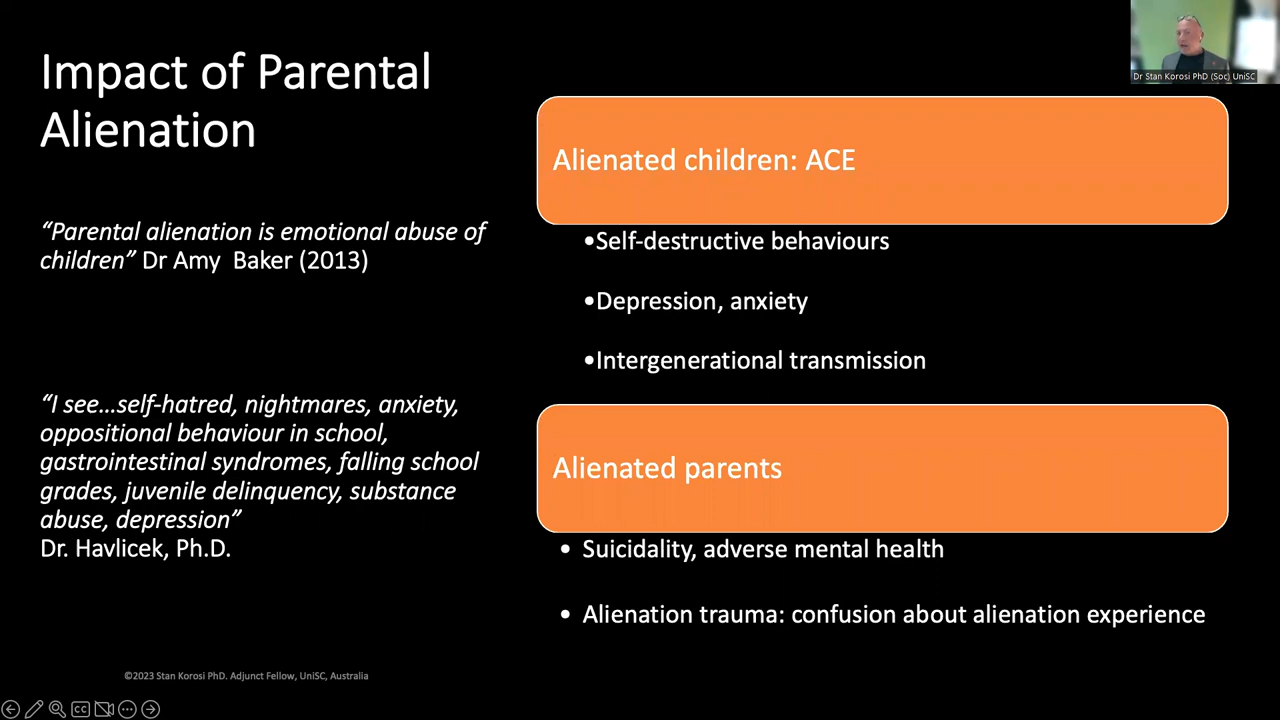 Impact of Parental
Alienation
“Parental alienation is emotional abuse of
children” Dr Amy Baker (2013)
“I see...self-hatred, nightmares, anxiety,
oppositional behaviour in school,
gastrointestinal syndromes, falling school
grades, juvenile delinquency, substance
abuse, depression”
Dr. Havlicek, Ph.D.
Dr Stan Korosi PhD (Soc) UniSC
Alienated children: ACE
•Self-destructive behaviours
•Depression, anxiety
•Intergenerational transmission
Alienated parents
• Suicidality, adverse mental health
• Alienation trauma: confusion about alienation experience
©2023 Stan Korosi PhD. Adjunct Fellow, UniSC, Australia
CC